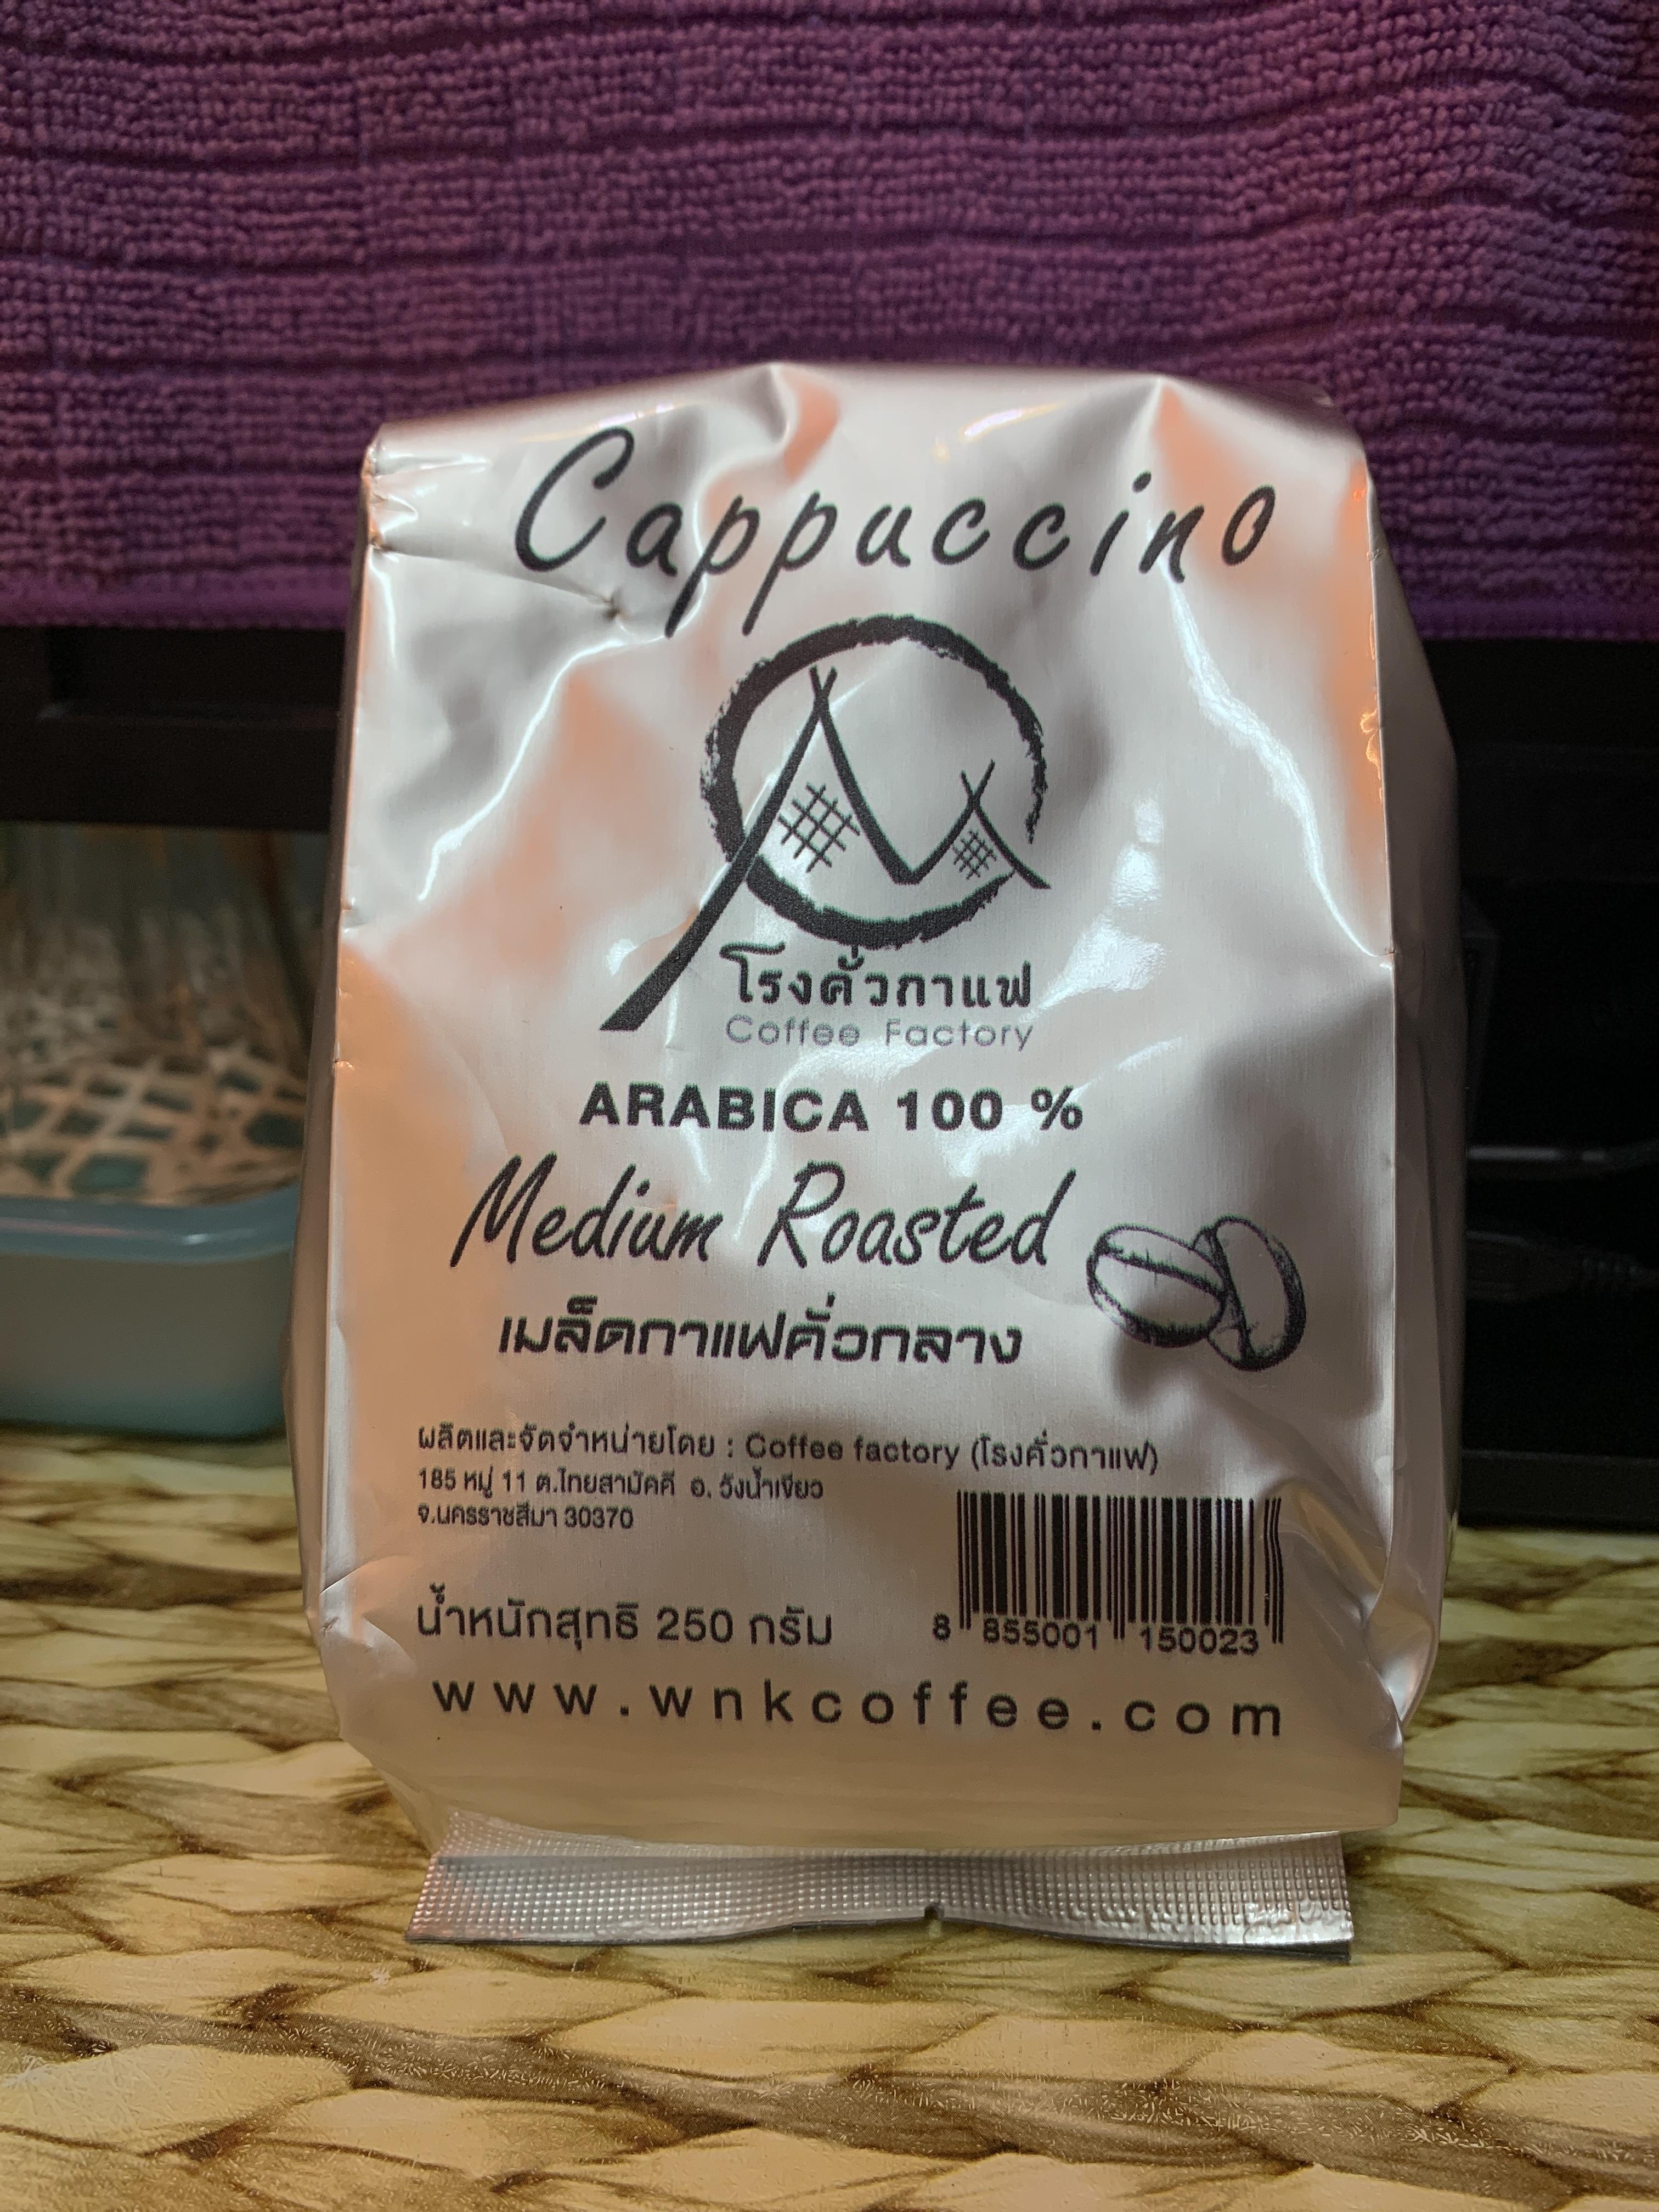 Cappuccino
โรงคั่วกาแฟ
Coffee Factory
ARABICA 100 %
Medium Roasted
เมล็ดกาแฟคั่วกลาง
ผลิตและจัดจำหน่ายโดย : Coffee factory (โรงคั่วกาแฟ)
185 หมู่ 11 ต.ไทยสามัคคี อ. วังน้ำเขียว
จ.นครราชสีมา 30370
น้ำหนักสุทธิ 250 กรัม
8 855001 150023
www.wnkcoffee.com